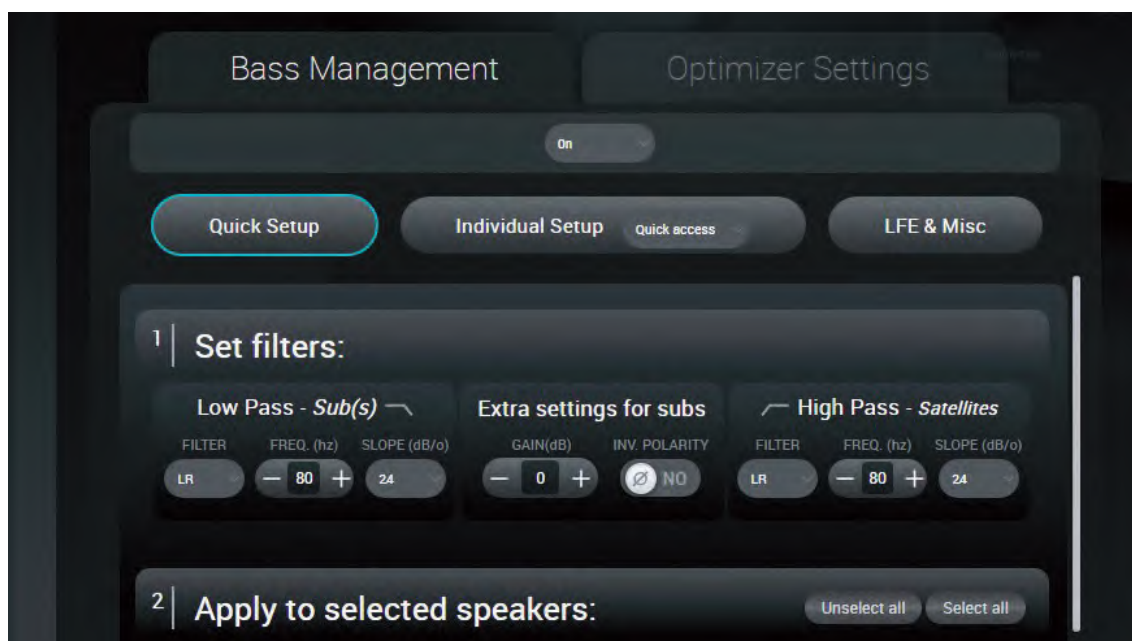 Bass Management Optimizer Settings
On
Quick Setup Individual Setup Quick access LFE & Misc
1 Set filters:
Low Pass - Sub(s) Extra settings for subs High Pass - Satellites
FILTER FREQ. (hz) SLOPE (dB/o) GAIN(dB) INV. POLARITY FILTER FREQ. (hz) SLOPE (dB/o)
LR − 80 + 24 − 0 + Ø NO LR − 80 + 24
2 Apply to selected speakers: Unselect all Select all